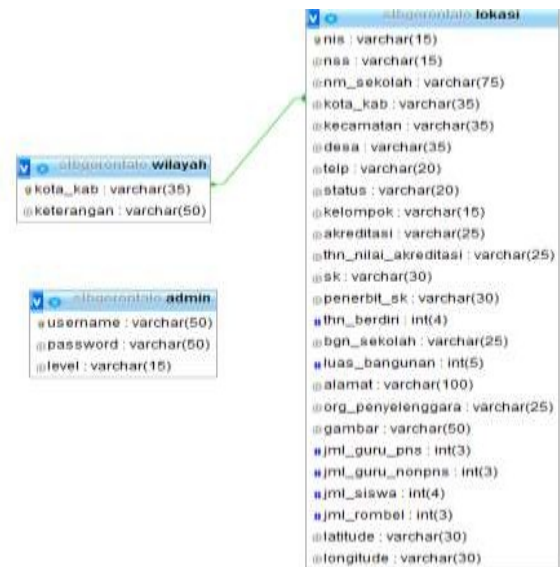 slbgorontalo wilayah
kota_kab : varchar(35)
keterangan : varchar(50)
slbgorontalo admin
username : varchar(50)
password : varchar(50)
level : varchar(15)
slbgorontalo lokasi
nis : varchar(15)
nss : varchar(15)
nm_sekolah : varchar(75)
kota_kab : varchar(35)
kecamatan : varchar(35)
desa : varchar(35)
telp : varchar(20)
status : varchar(20)
kelompok : varchar(15)
akreditasi : varchar(25)
thn_nilai_akreditasi : varchar(25)
sk : varchar(30)
penerbit_sk : varchar(30)
thn_berdiri : int(4)
bgn_sekolah : varchar(25)
luas_bangunan : int(5)
alamat : varchar(100)
org_penyelenggara : varchar(25)
gambar : varchar(50)
jml_guru_pns : int(3)
jml_guru_nonpns : int(3)
jml_siswa : int(4)
jml_rombel : int(3)
latitude : varchar(30)
longitude : varchar(30)